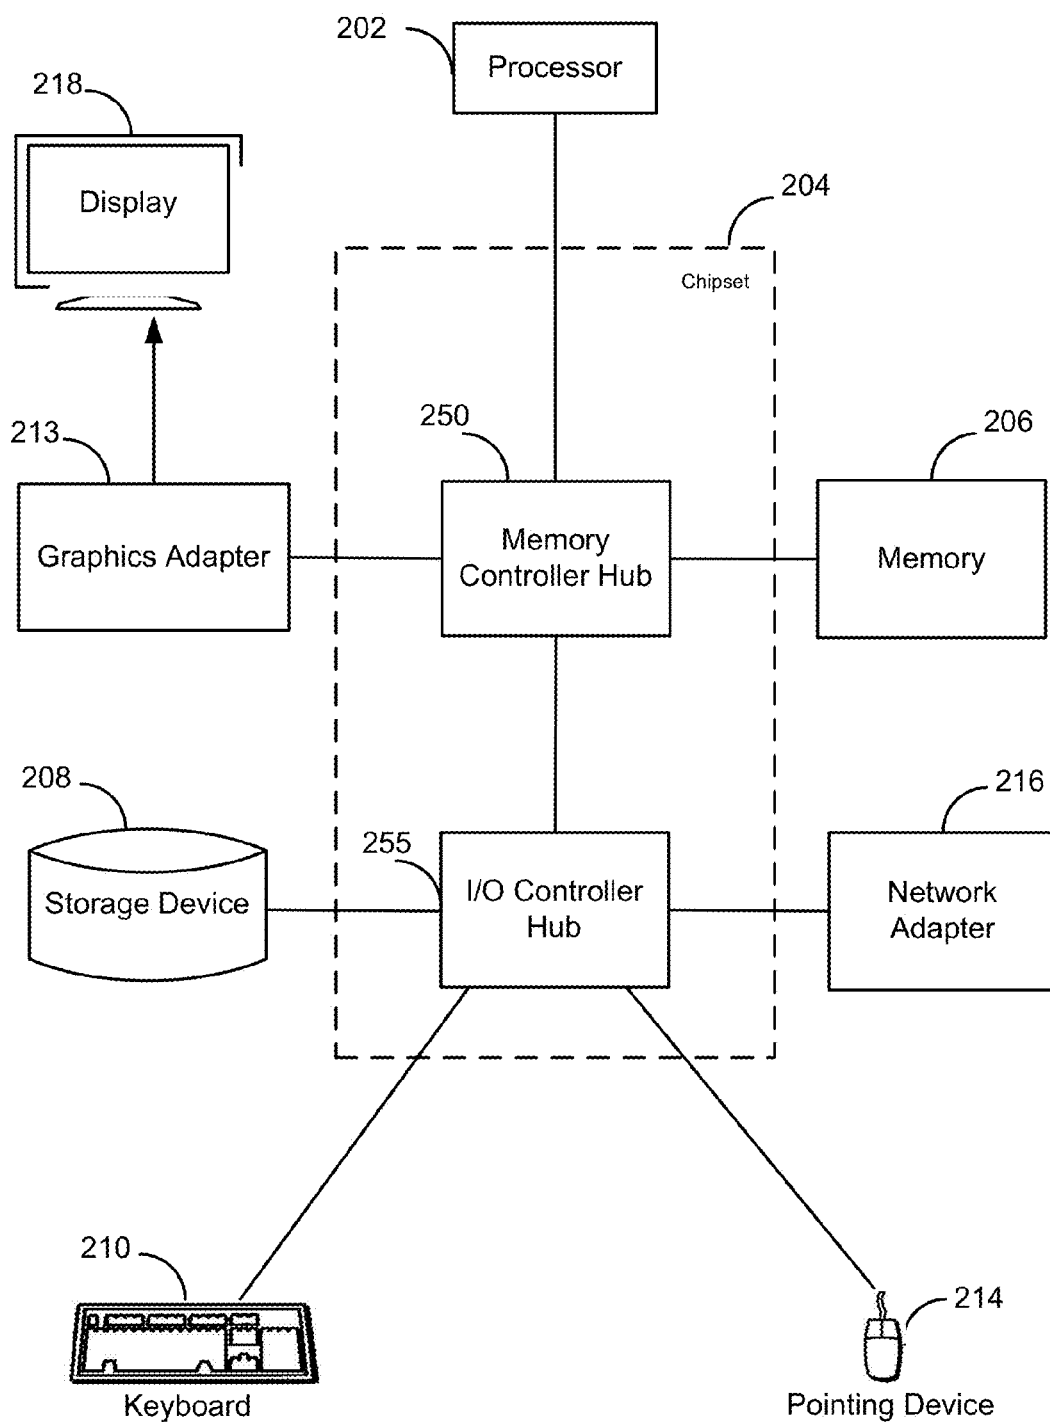 202
Processor
218
Display
204
Chipset
213
Graphics Adapter
250
Memory
Controller Hub
206
Memory
208
Storage Device
255
I/O Controller
Hub
216
Network
Adapter
210
Keyboard
214
Pointing Device